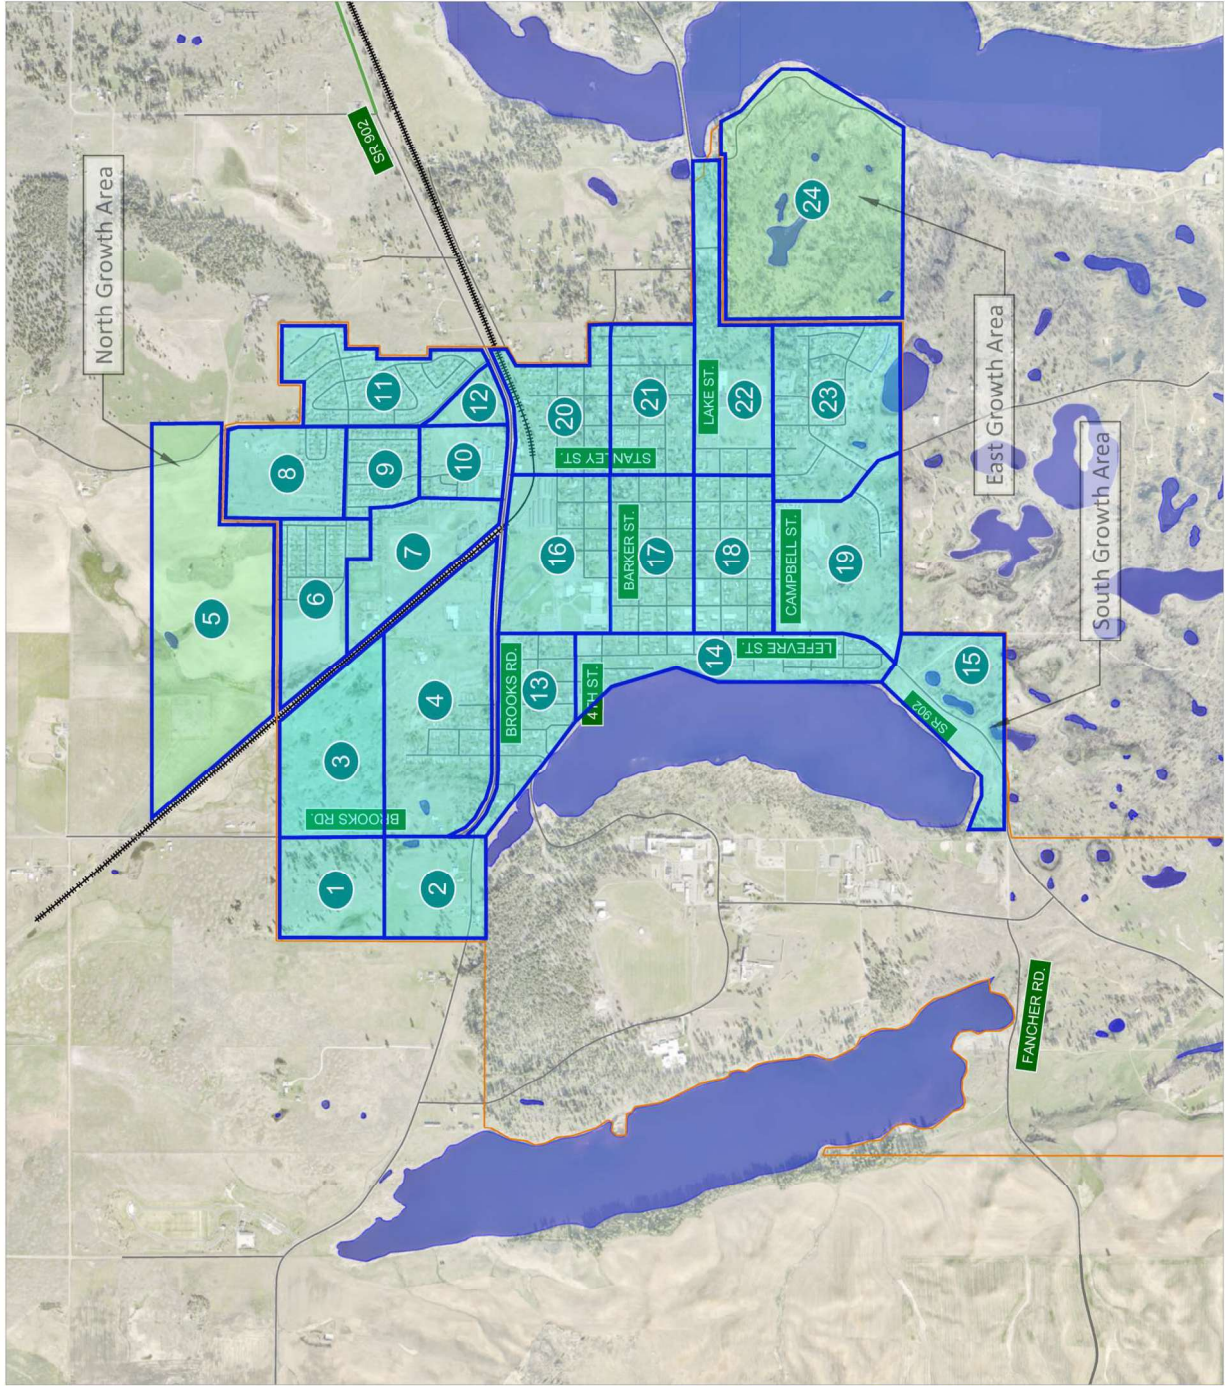 SR 902
North Growth Area
24
East Growth Area
11
12
LAKE ST.
20
21
22
23
8
9
10
STANLEY ST.
South Growth Area
5
6
7
16
BARKER ST.
17
18
CAMPBELL ST.
19
3
4
BROOKS RD.
13
4TH ST.
14
LEFEVRE ST.
15
SR 902
BROOKS RD.
1
2
FANCHER RD.